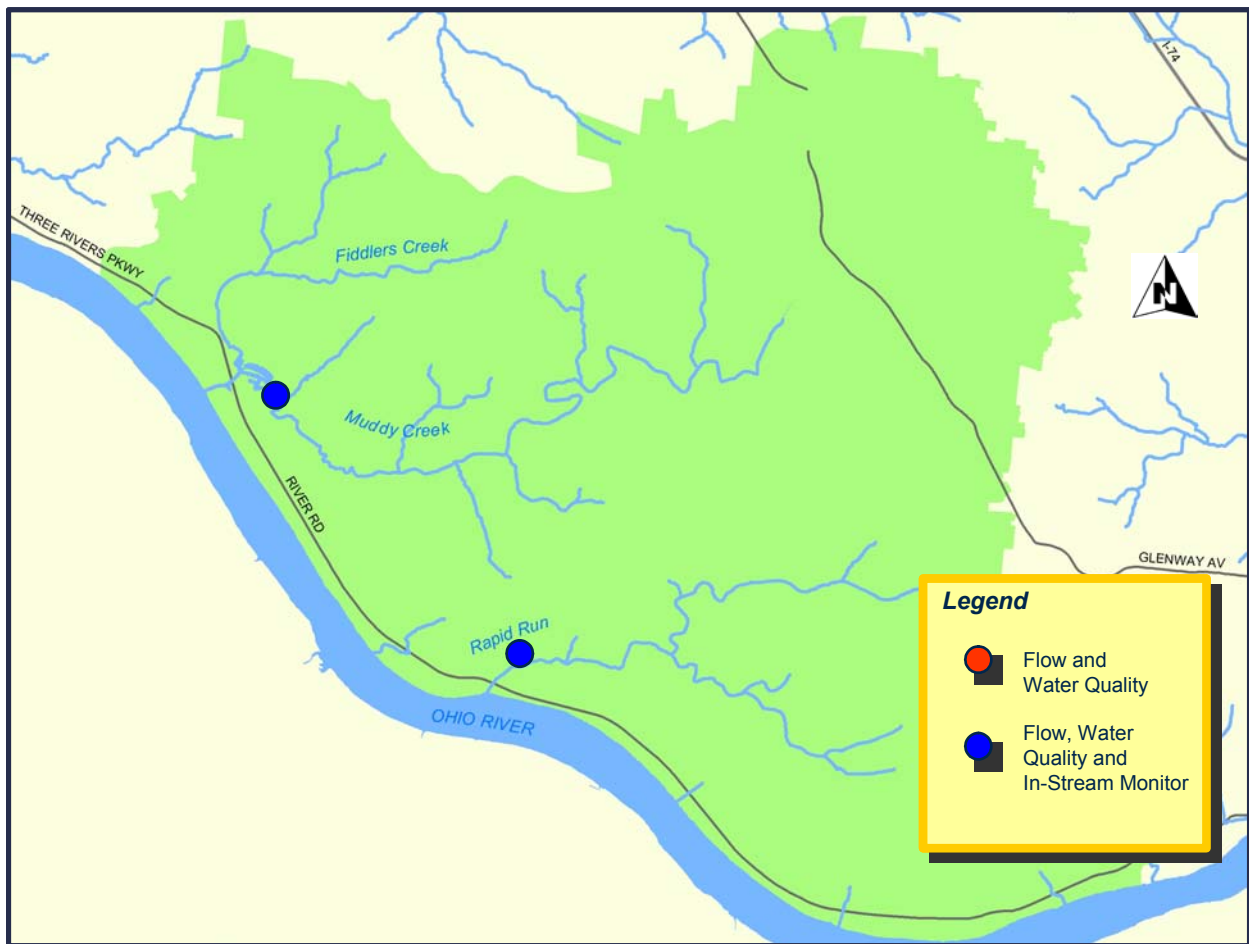 I-74
THREE RIVERS PKWY
Fiddlers Creek
N
Muddy Creek
RIVER RD
GLENWAY AV
Rapid Run
OHIO RIVER
Legend
Flow and
Water Quality
Flow, Water
Quality and
In-Stream Monitor